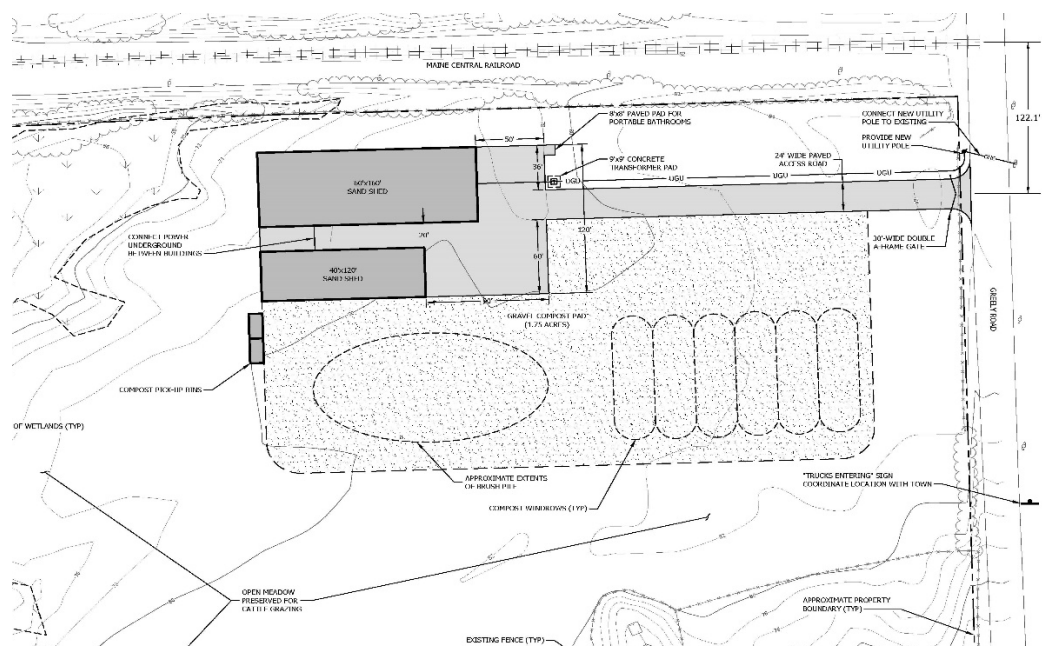 MAINE CENTRAL RAILROAD
8'x8' PAVED PAD FOR
PORTABLE BATHROOMS
CONNECT NEW UTILITY
POLE TO EXISTING
122.1'
PROVIDE NEW
UTILITY POLE
50'
36'
9'x9' CONCRETE
TRANSFORMER PAD
24' WIDE PAVED
ACCESS ROAD
UGU
UGU
UGU
UGU
60'x160'
SAND SHED
CONNECT POWER
UNDERGROUND
BETWEEN BUILDINGS
20'
120'
60'
30'-WIDE DOUBLE
A-FRAME GATE
40'x120'
SAND SHED
GREELY ROAD
GRAVEL COMPOST PAD
(1.75 ACRES)
COMPOST PICK-UP BINS
OF WETLANDS (TYP)
APPROXIMATE EXTENTS
OF BRUSH PILE
COMPOST WINDROWS (TYP)
"TRUCKS ENTERING" SIGN
COORDINATE LOCATION WITH TOWN
OPEN MEADOW
PRESERVED FOR
CATTLE GRAZING
APPROXIMATE PROPERTY
BOUNDARY (TYP)
EXISTING FENCE (TYP)